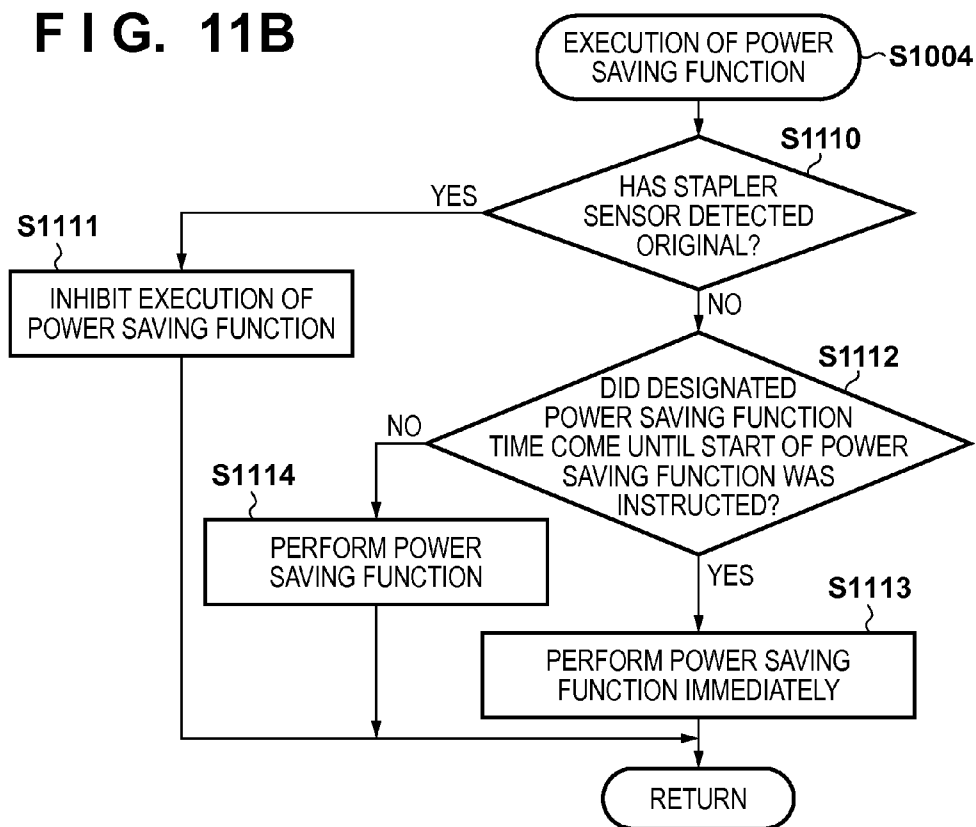 FIG. 11B
EXECUTION OF POWER
SAVING FUNCTION
S1004
S1110
HAS STAPLER
SENSOR DETECTED
ORIGINAL?
YES
S1111
INHIBIT EXECUTION OF
POWER SAVING FUNCTION
NO
S1112
DID DESIGNATED
POWER SAVING FUNCTION
TIME COME UNTIL START OF POWER
SAVING FUNCTION WAS
INSTRUCTED?
NO
S1114
PERFORM POWER
SAVING FUNCTION
YES
S1113
PERFORM POWER SAVING
FUNCTION IMMEDIATELY
RETURN